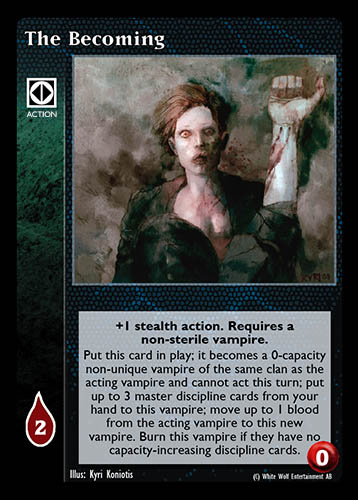 The Becoming
ACTION
+1 stealth action. Requires a
non-sterile vampire.
Put this card in play; it becomes a 0-capacity
non-unique vampire of the same clan as the
acting vampire and cannot act this turn; put
up to 3 master discipline cards from your
hand to this vampire; move up to 1 blood
from the acting vampire to this new
vampire. Burn this vampire if they have no
capacity-increasing discipline cards.
2
0
Illus: Kyri Koniotis
(C) White Wolf Entertainment AB